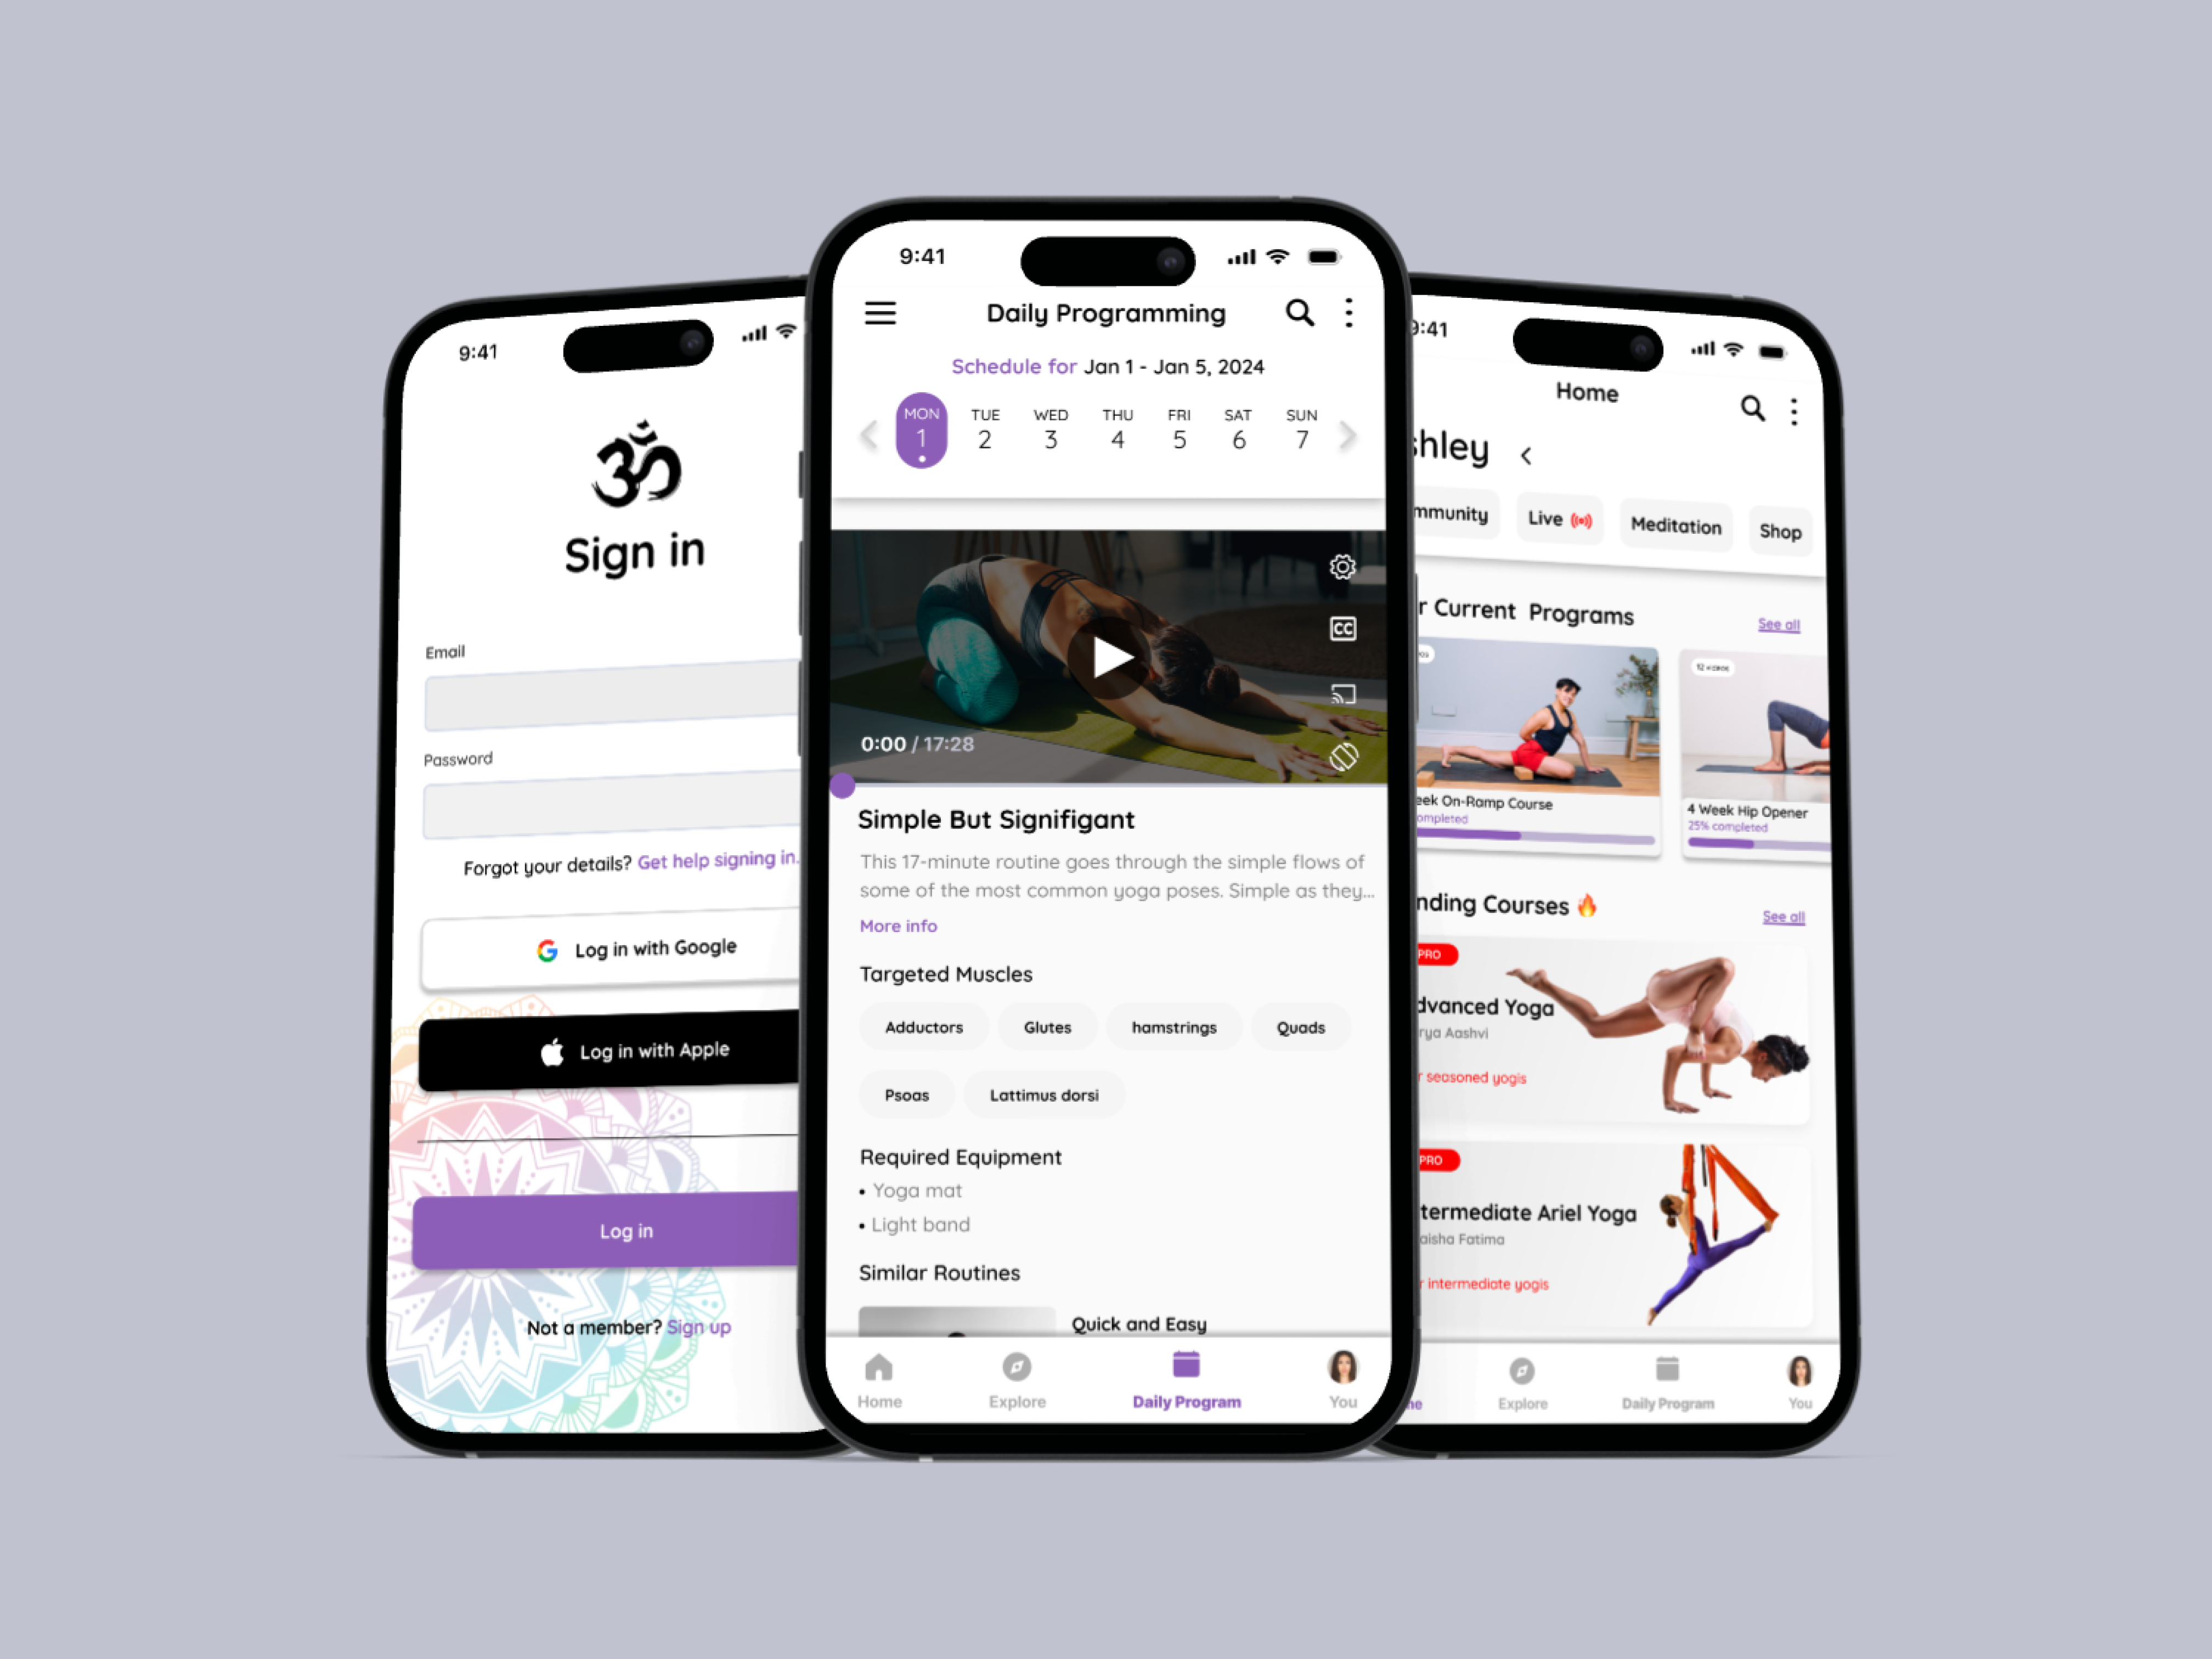 9:41
ॐ
Sign in
Email
Password
Forgot your details? Get help signing in.
Log in with Google
Log in with Apple
Log in
Not a member? Sign up
9:41
Daily Programming
Schedule for Jan 1 - Jan 5, 2024
MON TUE WED THU FRI SAT SUN
1 2 3 4 5 6 7
CC
0:00 / 17:28
Simple But Signifigant
This 17-minute routine goes through the simple flows of
some of the most common yoga poses. Simple as they...
More info
Targeted Muscles
Adductors Glutes hamstrings Quads
Psoas Lattimus dorsi
Required Equipment
• Yoga mat
• Light band
Similar Routines
Quick and Easy
Home Explore Daily Program You
9:41
Home
hley
mmunity Live Meditation Shop
r Current Programs See all
12 videos
eek On-Ramp Course
ompleted
4 Week Hip Opener
25% completed
nding Courses 🔥 See all
PRO
dvanced Yoga
rya Aashvi
r seasoned yogis
PRO
termediate Ariel Yoga
aisha Fatima
r intermediate yogis
me Explore Daily Program You